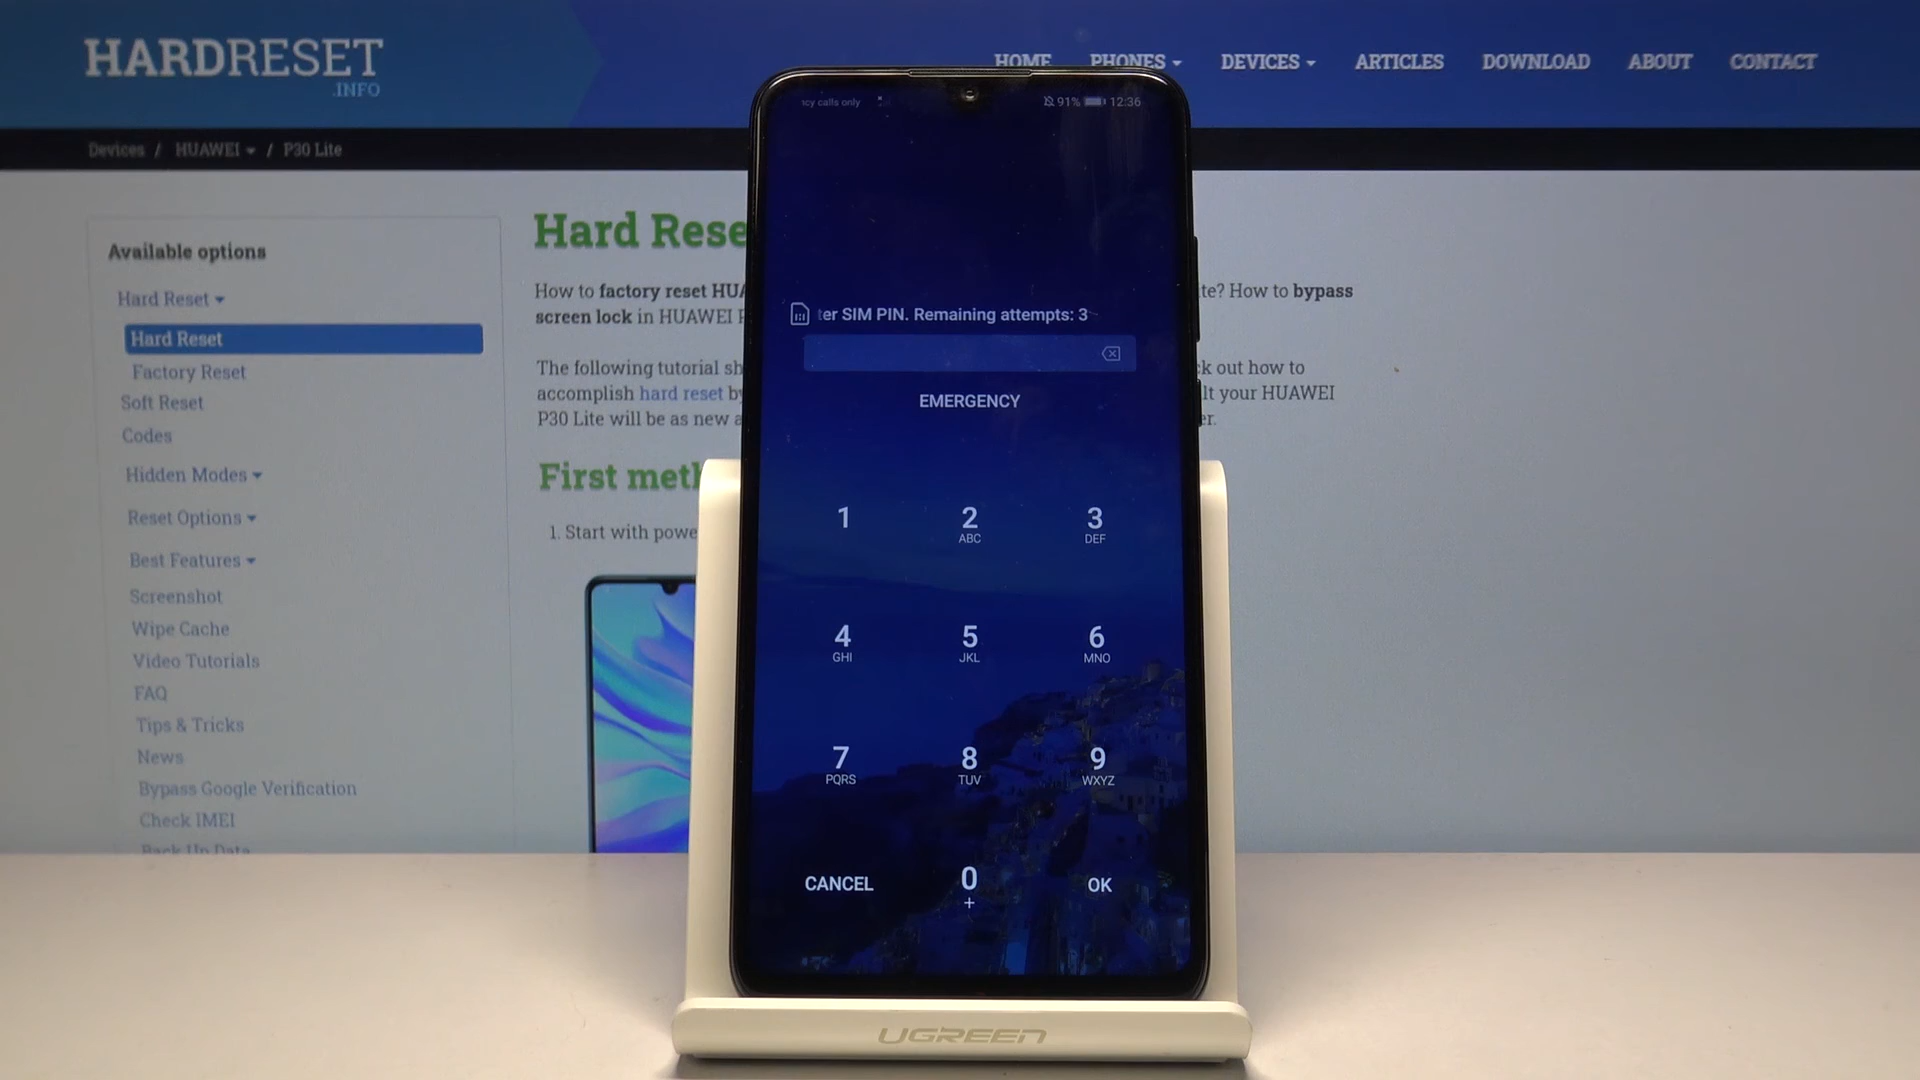 HARDRESET
.INFO
HOME PHONES DEVICES ARTICLES DOWNLOAD ABOUT CONTACT
Devices / HUAWEI / P30 Lite
Available options
Hard Reset
Hard Reset
Factory Reset
Soft Reset
Codes
Hidden Modes
Reset Options
Best Features
Screenshot
Wipe Cache
Video Tutorials
FAQ
Tips & Tricks
News
Bypass Google Verification
Check IMEI
Back Up Data
Hard Rese
How to factory reset HUA te? How to bypass
screen lock in HUAWEI P
The following tutorial sh k out how to
accomplish hard reset by lt your HUAWEI
P30 Lite will be as new a er.
First meth
1. Start with powe
icy calls only 91% 12:36
ter SIM PIN. Remaining attempts: 3
EMERGENCY
1 2 3
ABC DEF
4 5 6
GHI JKL MNO
7 8 9
PQRS TUV WXYZ
CANCEL 0 OK
+
UGREEN